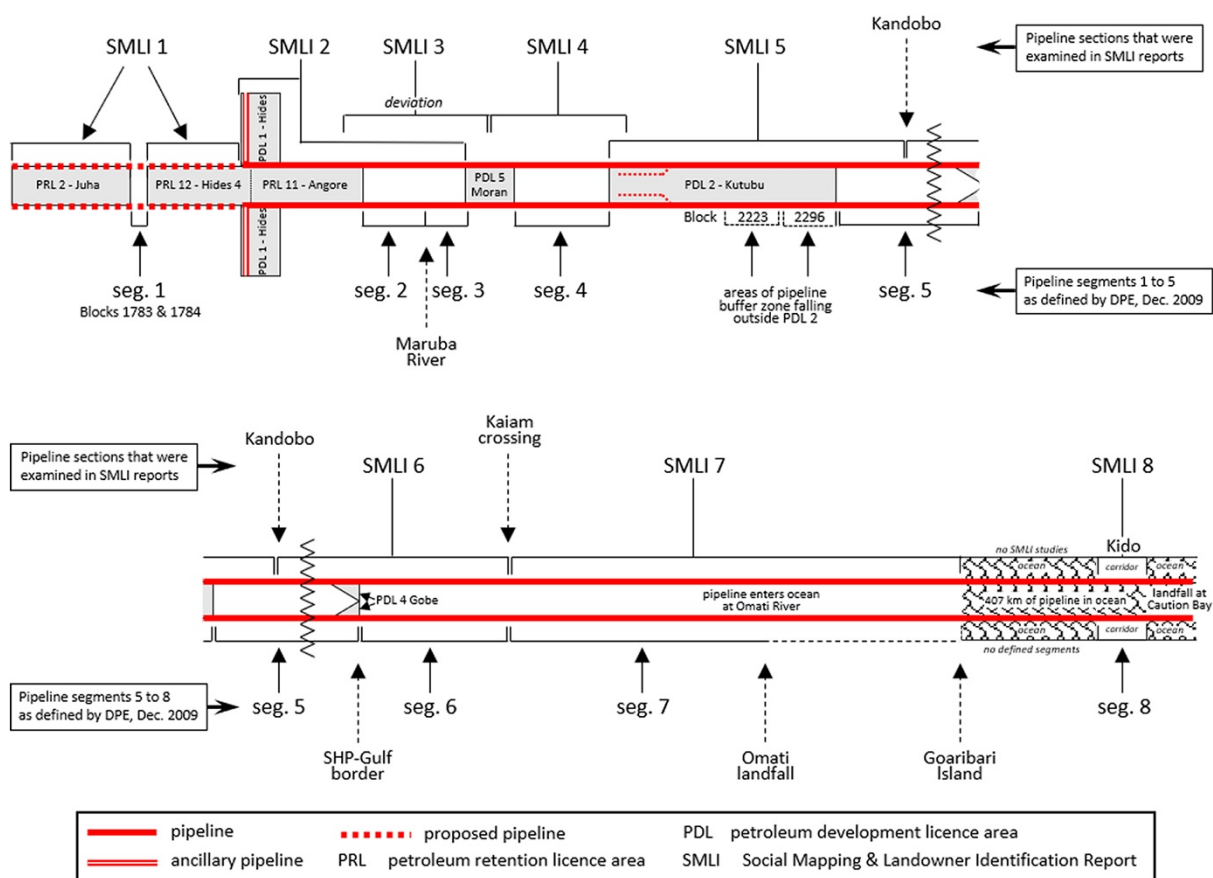 SMLI 1
SMLI 2
SMLI 3
SMLI 4
SMLI 5
Kandobo
Pipeline sections that were
examined in SMLI reports
deviation
PDL 1 - Hides
PRL 2 - Juha
PRL 12 - Hides 4
PRL 11 - Angore
PDL 5
Moran
PDL 2 - Kutubu
PDL 1 - Hides
Block
2223
2296
seg. 1
Blocks 1783 & 1784
seg. 2
seg. 3
seg. 4
areas of pipeline
buffer zone falling
outside PDL 2
seg. 5
Pipeline segments 1 to 5
as defined by DPE, Dec. 2009
Maruba
River
Kandobo
Kaiam
crossing
Pipeline sections that were
examined in SMLI reports
SMLI 6
SMLI 7
SMLI 8
no SMLI studies
Kido
ocean
corridor
ocean
PDL 4 Gobe
pipeline enters ocean
at Omati River
407 km of pipeline in ocean
landfall at
Caution Bay
ocean
corridor
ocean
no defined segments
Pipeline segments 5 to 8
as defined by DPE, Dec. 2009
seg. 5
seg. 6
seg. 7
seg. 8
SHP-Gulf
border
Omati
landfall
Goaribari
Island
pipeline
proposed pipeline
PDL petroleum development licence area
ancillary pipeline
PRL petroleum retention licence area
SMLI Social Mapping & Landowner Identification Report